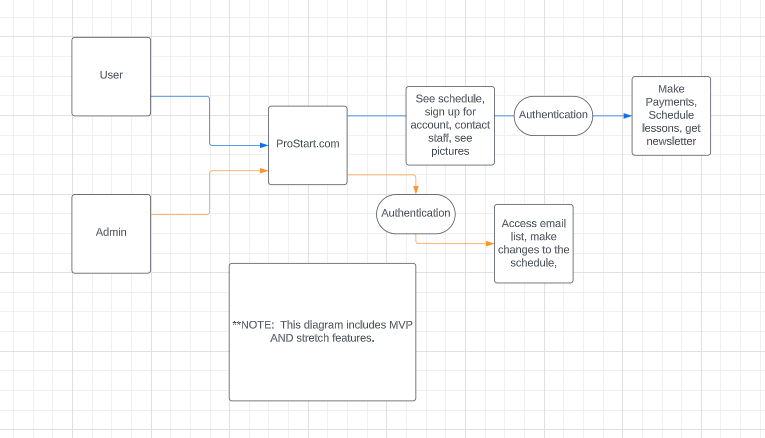 User
See schedule,
sign up for
account, contact
staff, see
pictures
Authentication
Make
Payments,
Schedule
lessons, get
newsletter
ProStart.com
Admin
Authentication
Access email
list, make
changes to the
schedule,
**NOTE:  This diagram includes MVP
AND stretch features.